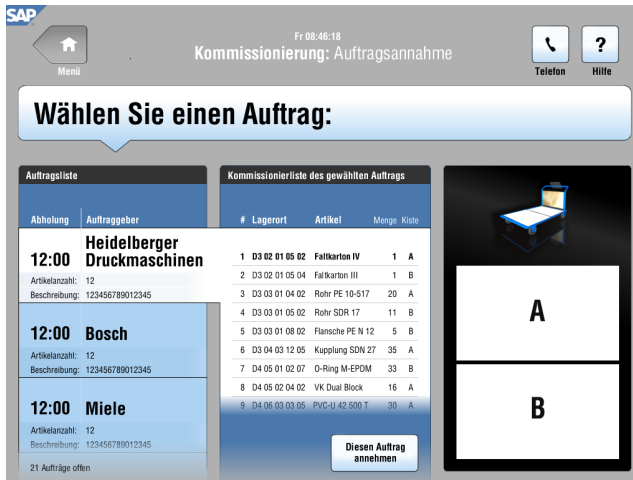 SAP
Fr 08:46:18
Kommissionierung: Auftragsannahme
Menü
Telefon
Hilfe
?
Wählen Sie einen Auftrag:
Auftragsliste
Abholung Auftraggeber
12:00 Heidelberger Druckmaschinen
Artikelanzahl: 12
Beschreibung: 123456789012345
12:00 Bosch
Artikelanzahl: 12
Beschreibung: 123456789012345
12:00 Miele
Artikelanzahl: 12
Beschreibung: 123456789012345
21 Aufträge offen
Kommissionierliste des gewählten Auftrags
# Lagerort Artikel Menge Kiste
1 D3 02 01 05 02 Faltkarton IV 1 A
2 D3 02 01 05 04 Faltkarton III 1 B
3 D3 03 01 04 02 Rohr PE 10-517 20 A
4 D3 03 01 05 02 Rohr SDR 17 11 B
5 D3 03 01 08 02 Flansche PE N 12 5 B
6 D3 04 03 12 05 Kupplung SDN 27 35 A
7 D4 05 01 02 07 O-Ring M-EPDM 33 B
8 D4 05 02 04 02 VK Dual Block 16 A
9 D4 06 03 03 05 PVC-U 42 500 T 30 A
Diesen Auftrag
annehmen
A
B